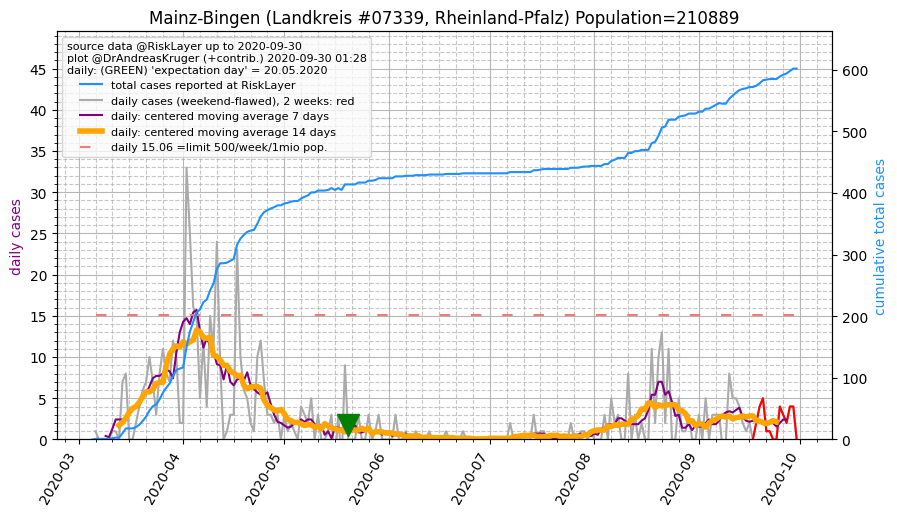 Mainz-Bingen (Landkreis #07339, Rheinland-Pfalz) Population=210889
source data @RiskLayer up to 2020-09-30
plot @DrAndreasKruger (+contrib.) 2020-09-30 01:28
daily: (GREEN) 'expectation day' = 20.05.2020
total cases reported at RiskLayer
daily cases (weekend-flawed), 2 weeks: red
daily: centered moving average 7 days
daily: centered moving average 14 days
daily 15.06 =limit 500/week/1mio pop.
daily cases
45
40
35
30
25
20
15
10
5
0
600
500
400
300
200
100
0
cumulative total cases
2020-03
2020-04
2020-05
2020-06
2020-07
2020-08
2020-09
2020-10